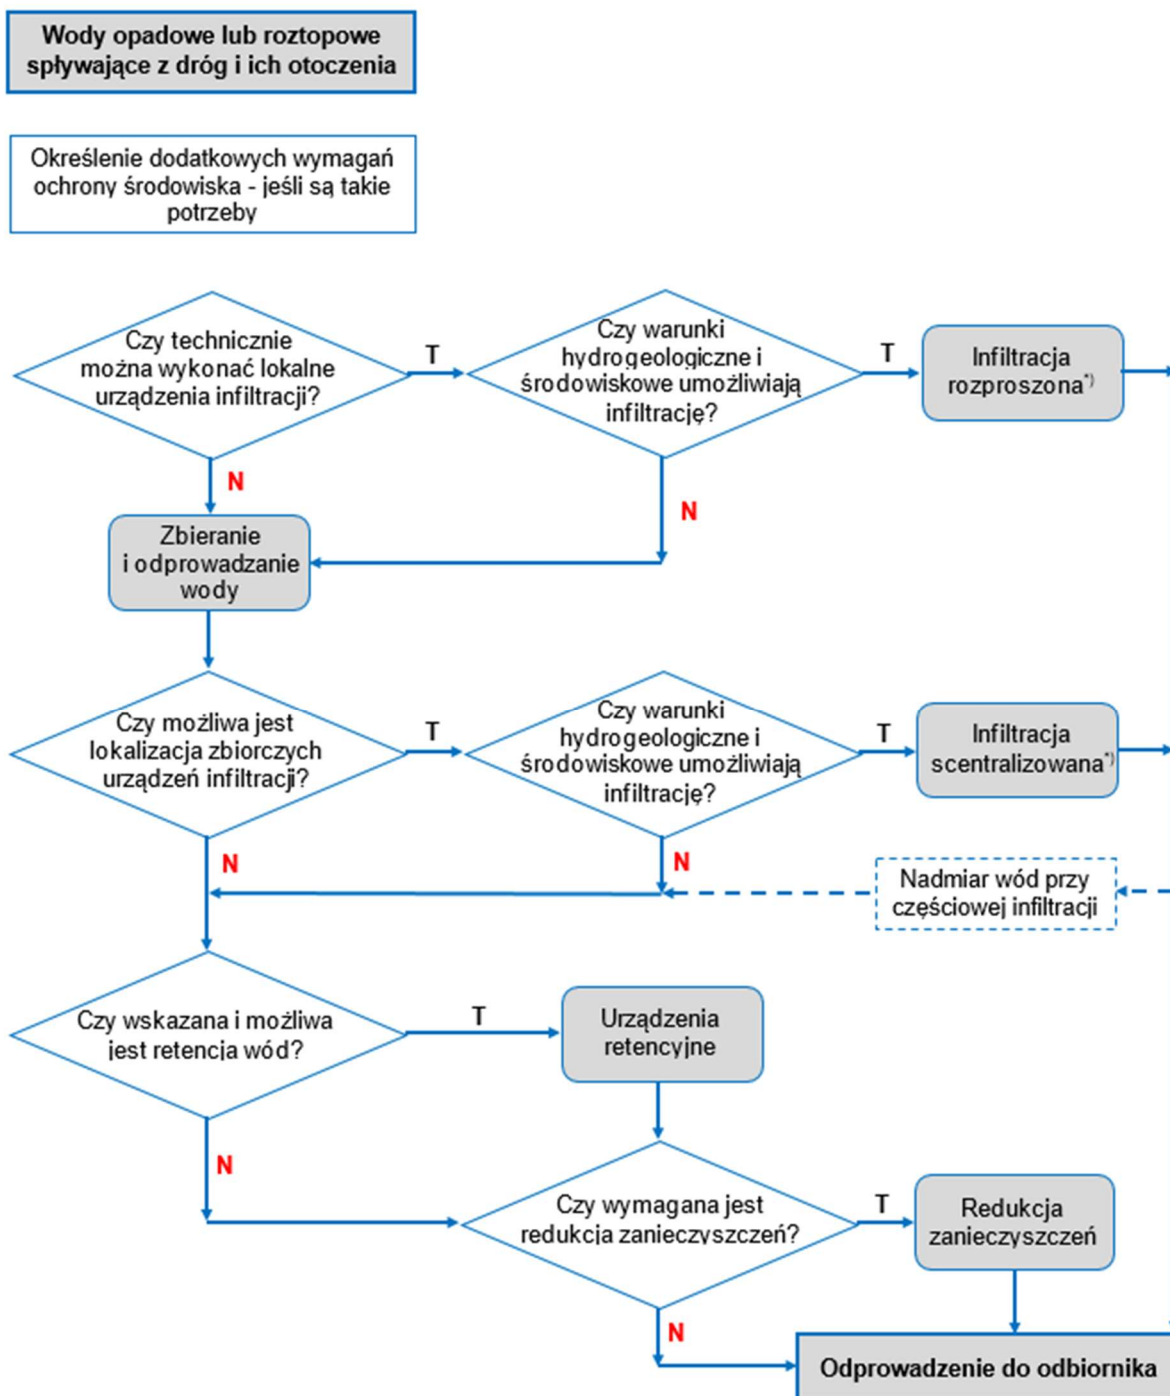 Wody opadowe lub roztopowe
spływające z dróg i ich otoczenia
Określenie dodatkowych wymagań
ochrony środowiska - jeśli są takie
potrzeby
Czy technicznie
można wykonać lokalne
urządzenia infiltracji?
T
Czy warunki
hydrogeologiczne i
środowiskowe umożliwiają
infiltrację?
T
Infiltracja
rozproszona*)
N
N
Zbieranie
i odprowadzanie
wody
Czy możliwa jest
lokalizacja zbiorczych
urządzeń infiltracji?
T
Czy warunki
hydrogeologiczne i
środowiskowe umożliwiają
infiltrację?
T
Infiltracja
scentralizowana*)
N
N
Nadmiar wód przy
częściowej infiltracji
Czy wskazana i możliwa
jest retencja wód?
T
Urządzenia
retencyjne
N
Czy wymagana jest
redukcja zanieczyszczeń?
T
Redukcja
zanieczyszczeń
N
Odprowadzenie do odbiornika